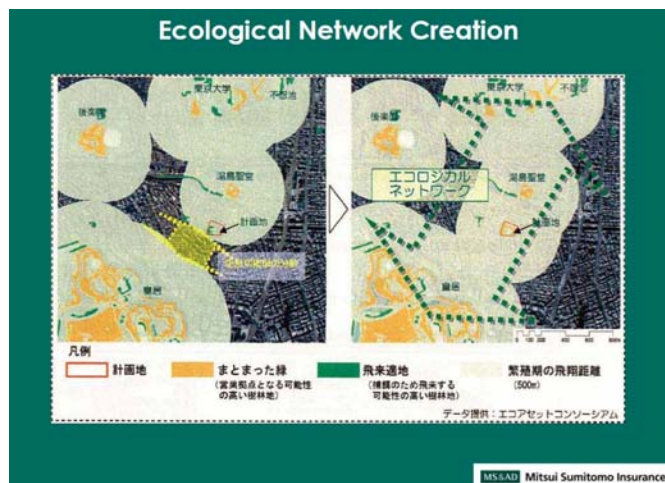 Ecological Network Creation
東京大学
不忍池
後楽園
湯島聖堂
計画地
皇居
東京大学
不忍池
後楽園
湯島聖堂
エコロジカル
ネットワーク
計画地
皇居
凡例
計画地
まとまった緑
(営巣拠点となる可能性
の高い樹林地)
飛来適地
(捕餌のため飛来する
可能性の高い樹林地)
繁殖期の飛翔距離
(500m)
データ提供：エコアセットコンソーシアム
MS&AD Mitsui Sumitomo Insurance